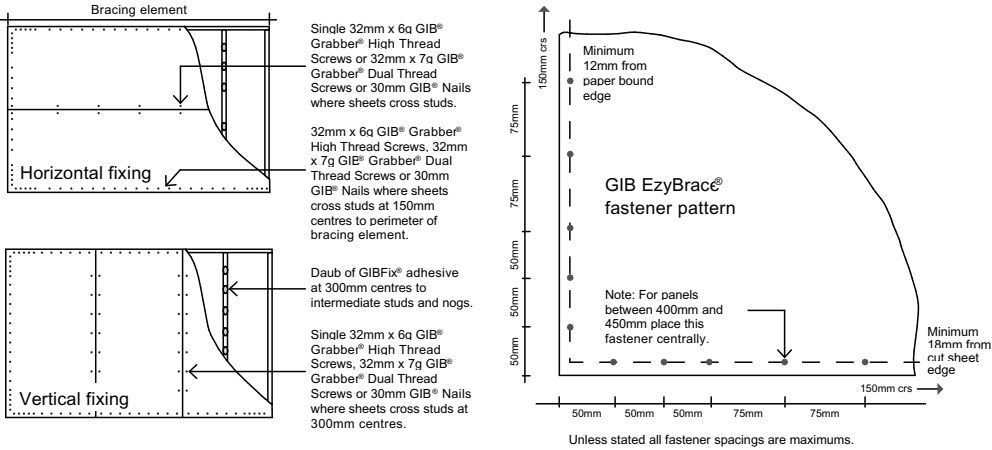 Bracing element
Single 32mm x 6g GIB®
Grabber® High Thread
Screws or 32mm x 7g GIB®
Grabber® Dual Thread
Screws or 30mm GIB® Nails
where sheets cross studs.
32mm x 6g GIB® Grabber®
High Thread Screws, 32mm
x 7g GIB® Grabber® Dual
Thread Screws or 30mm
GIB® Nails where sheets
cross studs at 150mm
centres to perimeter of
bracing element.
Horizontal fixing
Daub of GIBFix® adhesive
at 300mm centres to
intermediate studs and nogs.
Single 32mm x 6g GIB®
Grabber® High Thread
Screws, 32mm x 7g GIB®
Grabber® Dual Thread
Screws or 30mm GIB® Nails
where sheets cross studs at
300mm centres.
Vertical fixing
150mm crs
Minimum
12mm from
paper bound
edge
75mm
75mm
50mm
50mm
50mm
GIB EzyBrace®
fastener pattern
Note: For panels
between 400mm and
450mm place this
fastener centrally.
Minimum
18mm from
cut sheet
edge
150mm crs
50mm
50mm
50mm
75mm
75mm
Unless stated all fastener spacings are maximums.